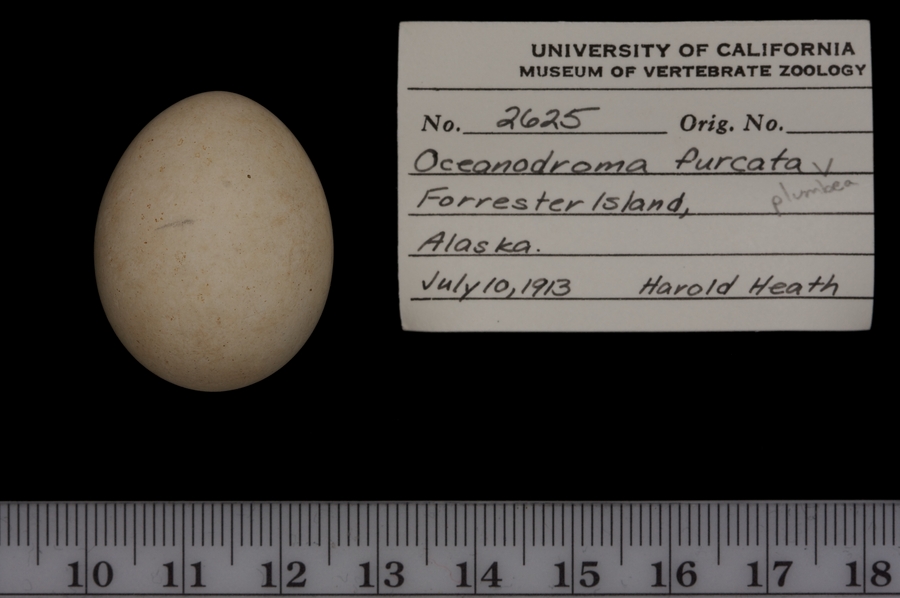 UNIVERSITY OF CALIFORNIA
MUSEUM OF VERTEBRATE ZOOLOGY
No. 2625 Orig. No.
Oceanodroma furcata
plumbea
Forrester Island,
Alaska.
July 10, 1913 Harold Heath
10 11 12 13 14 15 16 17 18